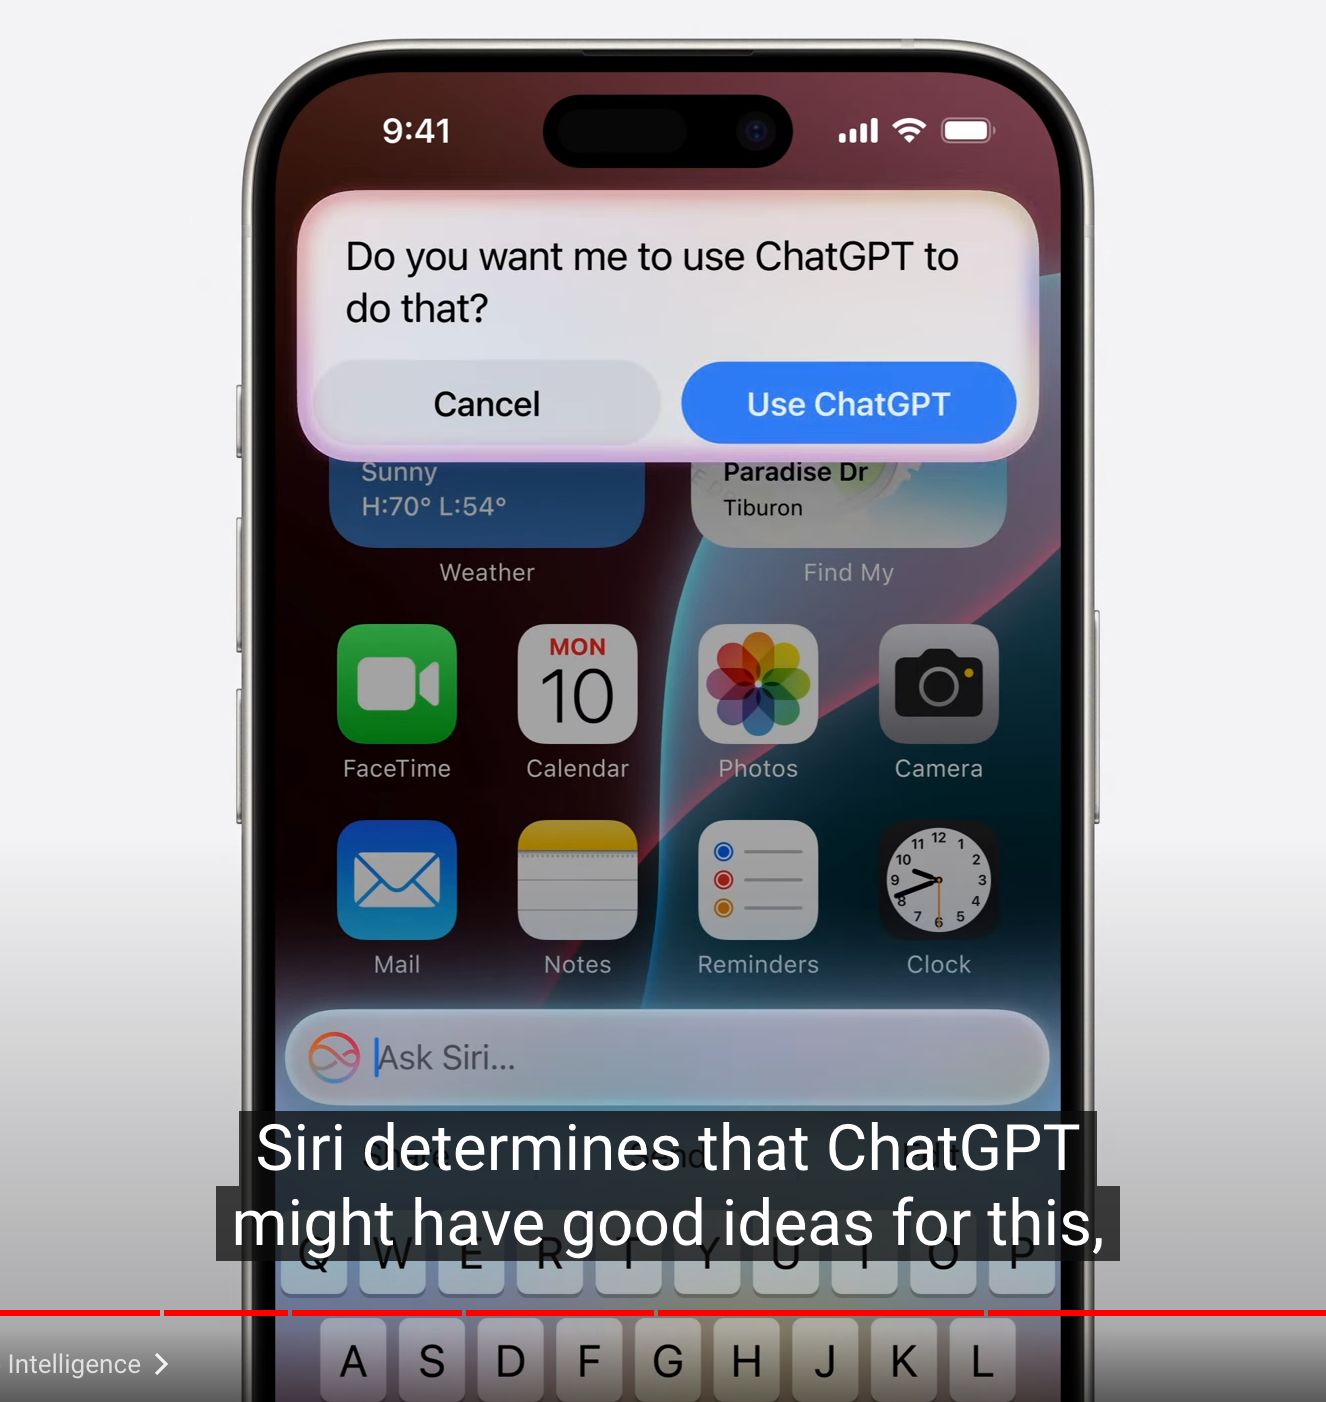 9:41
Do you want me to use ChatGPT to
do that?
Cancel
Use ChatGPT
Sunny
H:70° L:54°
Paradise Dr
Tiburon
Weather
Find My
MON
10
FaceTime
Calendar
Photos
Camera
12
11
1
10
2
9
3
8
4
7
6
5
Mail
Notes
Reminders
Clock
Ask Siri...
Siri determines that ChatGPT
might have good ideas for this,
Q W E R T Y U I O P
A S D F G H J K L
Intelligence